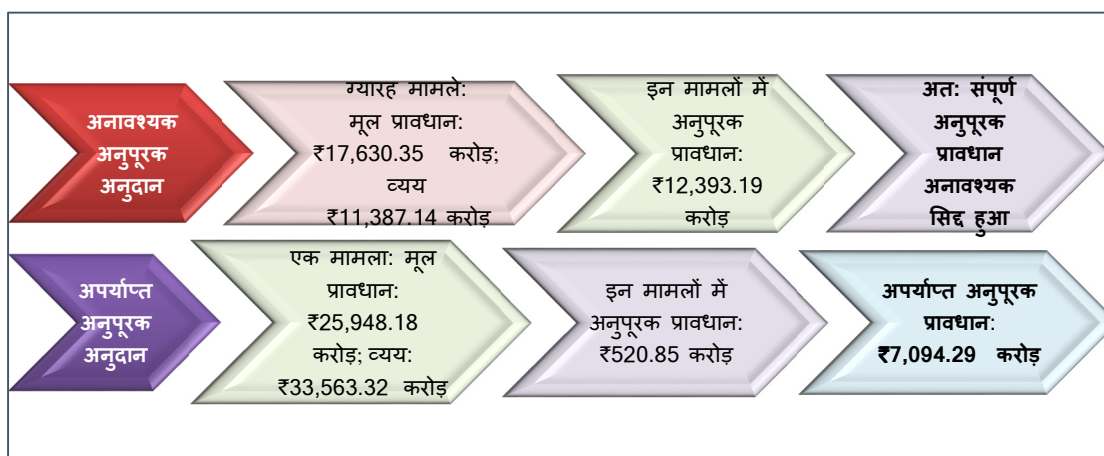 अनावश्यक
अनुपूरक
अनुदान
ग्यारह मामले:
मूल प्रावधान:
₹17,630.35 करोड़;
व्यय
₹11,387.14 करोड़
इन मामलों में
अनुपूरक
प्रावधान:
₹12,393.19
करोड़
अत: संपूर्ण
अनुपूरक
प्रावधान
अनावश्यक
सिद्द हुआ
अपर्याप्त
अनुपूरक
अनुदान
एक मामला: मूल
प्रावधान:
₹25,948.18
करोड़; व्यय:
₹33,563.32 करोड़
इन मामलों में
अनुपूरक प्रावधान:
₹520.85 करोड़
अपर्याप्त अनुपूरक
प्रावधान:
₹7,094.29 करोड़